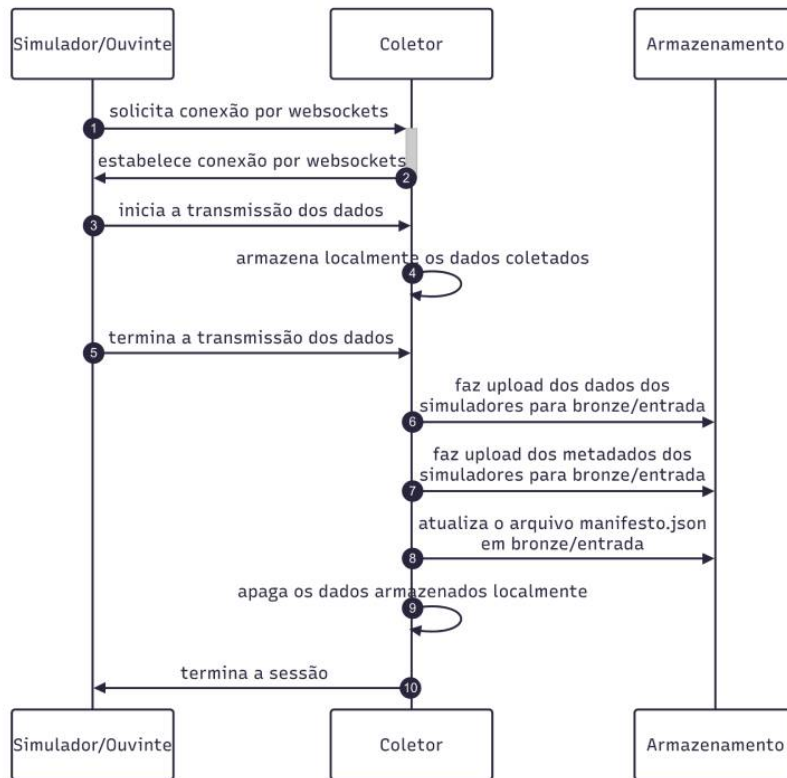 Simulador/Ouvinte
Coletor
Armazenamento
solicita conexão por websockets
1
estabelece conexão por websockets
2
inicia a transmissão dos dados
3
armazena localmente os dados coletados
4
termina a transmissão dos dados
5
faz upload dos dados dos
simuladores para bronze/entrada
6
faz upload dos metadados dos
simuladores para bronze/entrada
7
atualiza o arquivo manifesto.json
em bronze/entrada
8
apaga os dados armazenados localmente
9
termina a sessão
10
Simulador/Ouvinte
Coletor
Armazenamento